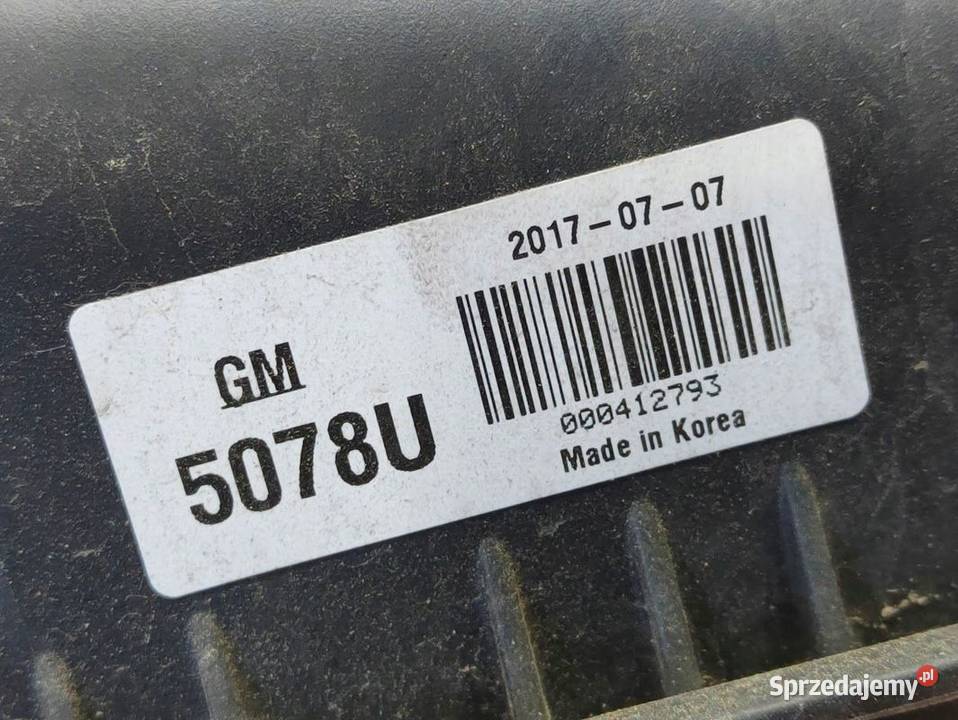 2017-07-07
000412793
Made in Korea
GM
5078U
Sprzedajemy.pl